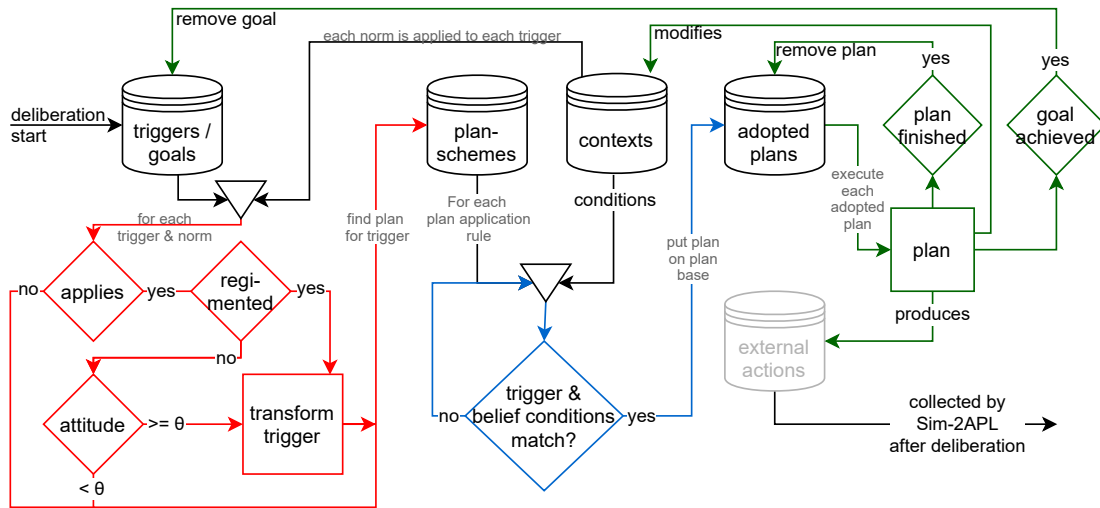 remove goal
each norm is applied to each trigger
modifies
remove plan
yes
yes
deliberation
start
triggers /
goals
plan-
schemes
contexts
adopted
plans
plan
finished
goal
achieved
for each
trigger & norm
find plan
for trigger
For each
plan application
rule
conditions
put plan
on plan
base
execute
each
adopted
plan
plan
no
applies
yes
regi-
mented
yes
no
produces
external
actions
attitude
>= θ
transform
trigger
< θ
no
trigger &
belief conditions
match?
yes
collected by
Sim-2APL
after deliberation